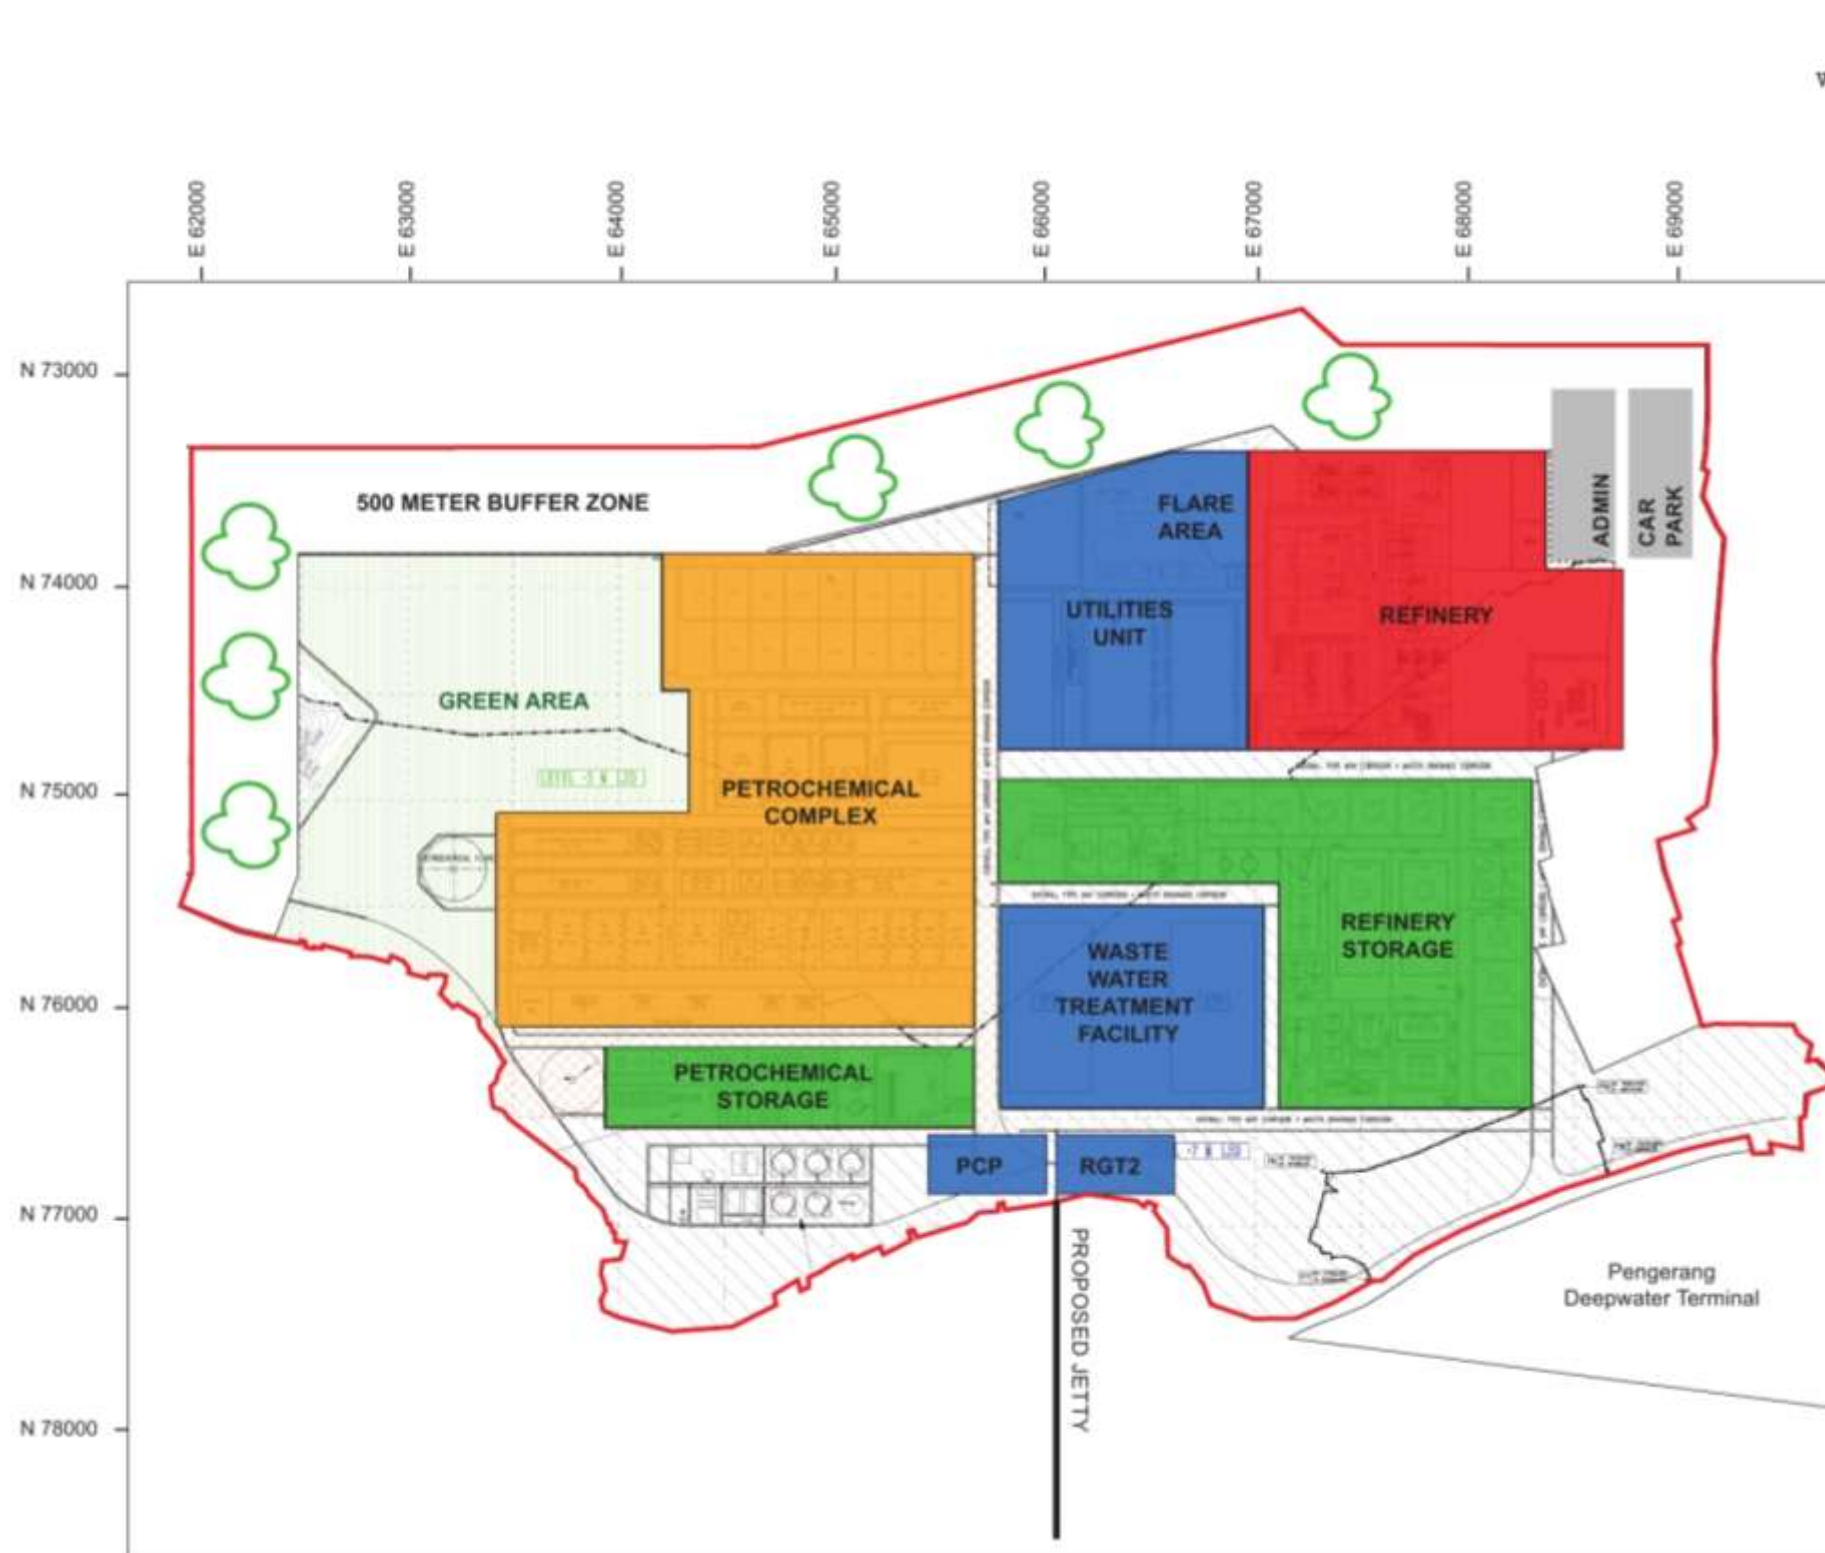 E 62000
E 63000
E 64000
E 65000
E 66000
E 67000
E 68000
E 69000
N 73000
N 74000
N 75000
N 76000
N 77000
N 78000
500 METER BUFFER ZONE
FLARE
AREA
ADMIN
CAR
PARK
UTILITIES
UNIT
REFINERY
GREEN AREA
PETROCHEMICAL
COMPLEX
REFINERY
STORAGE
WASTE
WATER
TREATMENT
FACILITY
PETROCHEMICAL
STORAGE
PCP
RGT2
PROPOSED JETTY
Pengerang
Deepwater Terminal